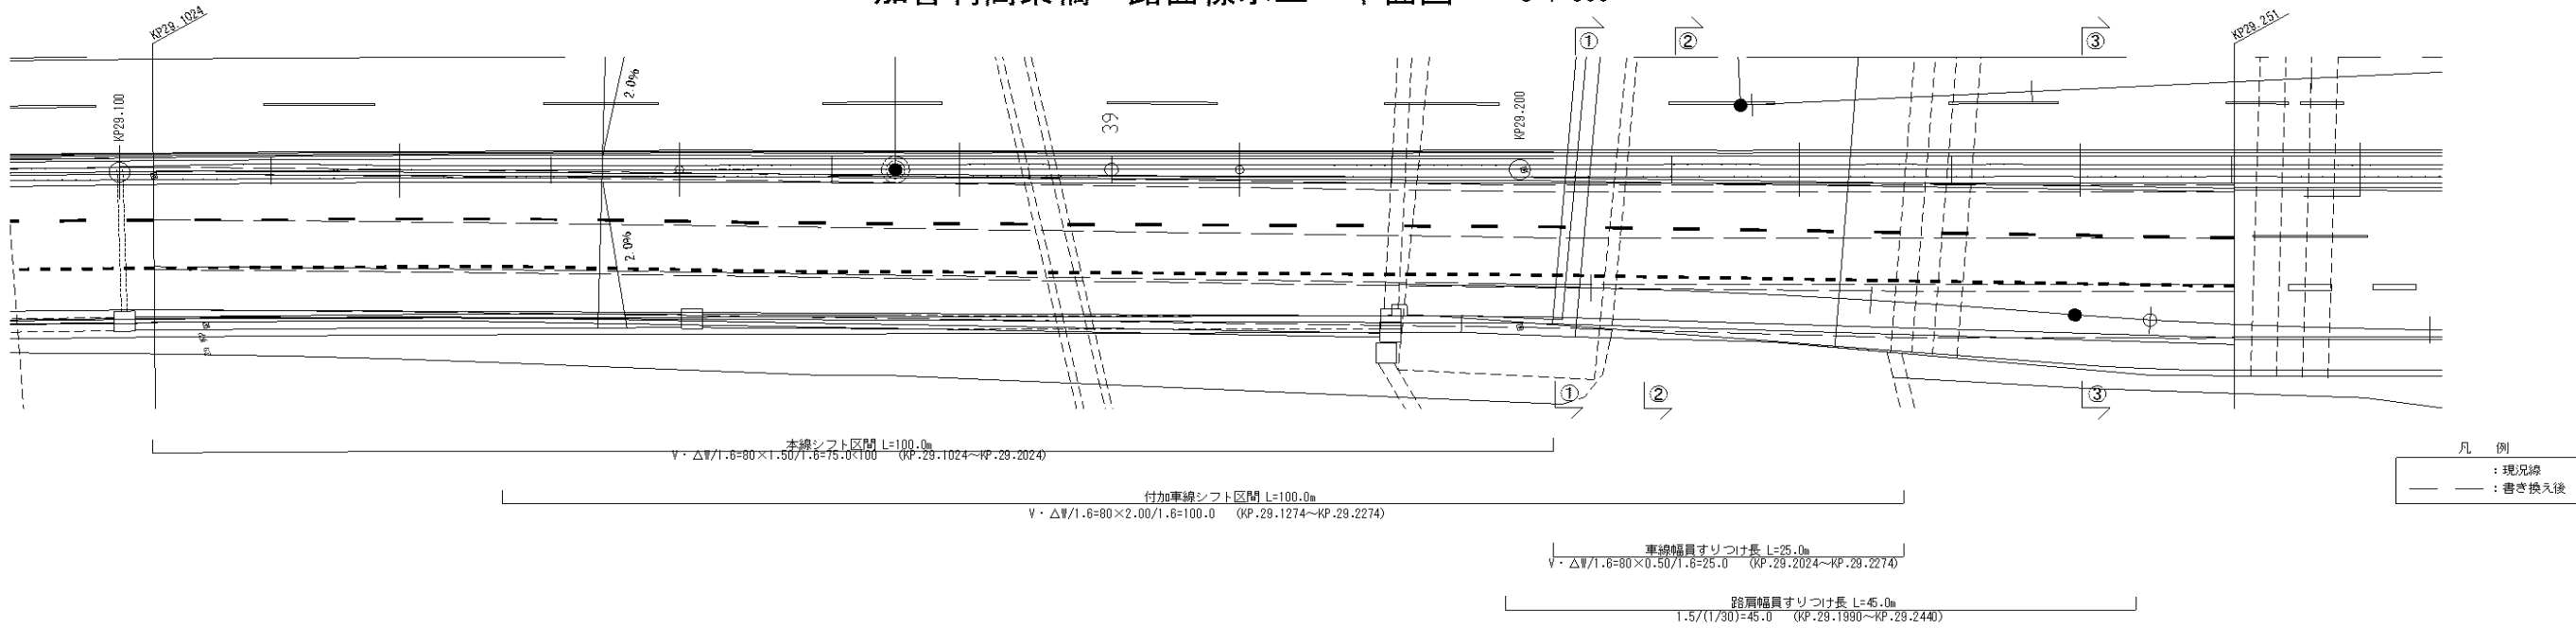 KP29.1024
KP29.251
①
②
③
2.0%
KP29.100
39
KP29.200
2.0%
①
②
③
本線シフト区間 L=100.0m
V・△W/1.6=80×1.50/1.6=75.0<100 (KP.29.1024～KP.29.2024)
凡 例
：現況線
：書き換え後
付加車線シフト区間 L=100.0m
V・△W/1.6=80×2.00/1.6=100.0 (KP.29.1274～KP.29.2274)
車線幅員すりつけ長 L=25.0m
V・△W/1.6=80×0.50/1.6=25.0 (KP.29.2024～KP.29.2274)
路肩幅員すりつけ長 L=45.0m
1.5/(1/30)=45.0 (KP.29.1990～KP.29.2440)